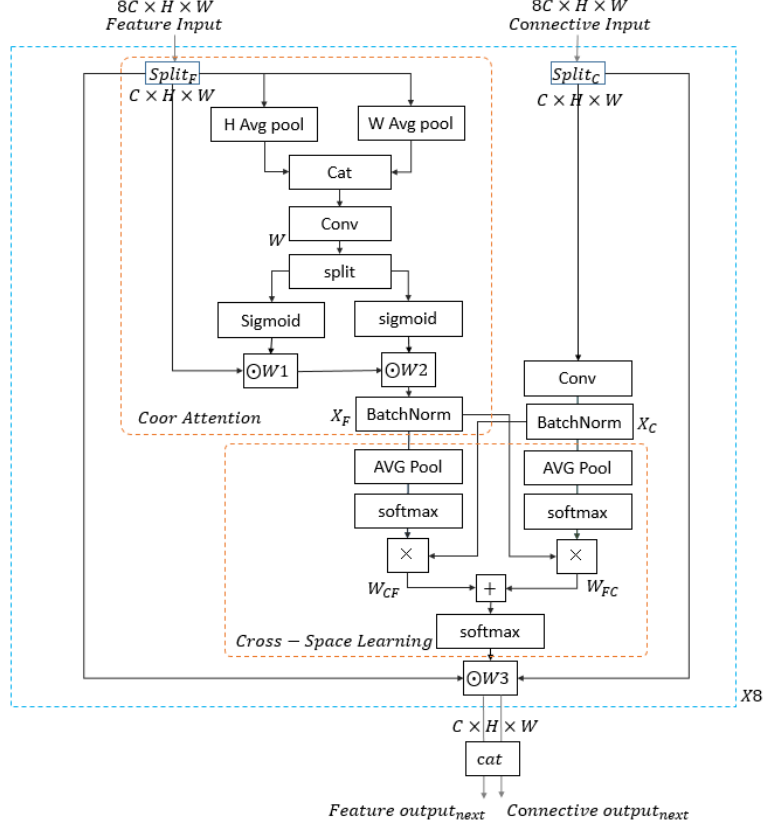 8C × H × W
Feature Input
8C × H × W
Connective Input
Split_F
C × H × W
Split_C
C × H × W
H Avg pool
W Avg pool
Cat
Conv
W
split
Sigmoid
sigmoid
⊙W1
⊙W2
Conv
Coor Attention
X_F
BatchNorm
BatchNorm
X_C
AVG Pool
AVG Pool
softmax
softmax
×
×
W_CF
+
W_FC
Cross − Space Learning
softmax
⊙W3
X8
C × H × W
cat
Feature output_next
Connective output_next